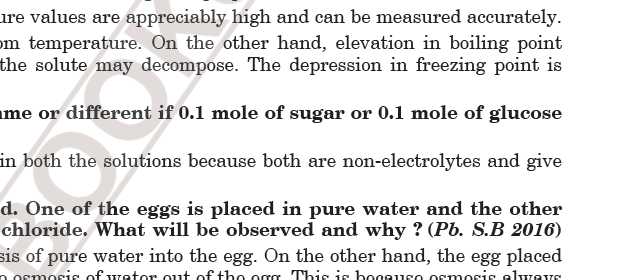 ure values are appreciably high and can be measured accurately.
om temperature. On the other hand, elevation in boiling point
the solute may decompose. The depression in freezing point is
ame or different if 0.1 mole of sugar or 0.1 mole of glucose
in both the solutions because both are non-electrolytes and give
d. One of the eggs is placed in pure water and the other
chloride. What will be observed and why ? (Pb. S.B 2016)
sis of pure water into the egg. On the other hand, the egg placed
o osmosis of water out of the egg. This is because osmosis always
BOOK